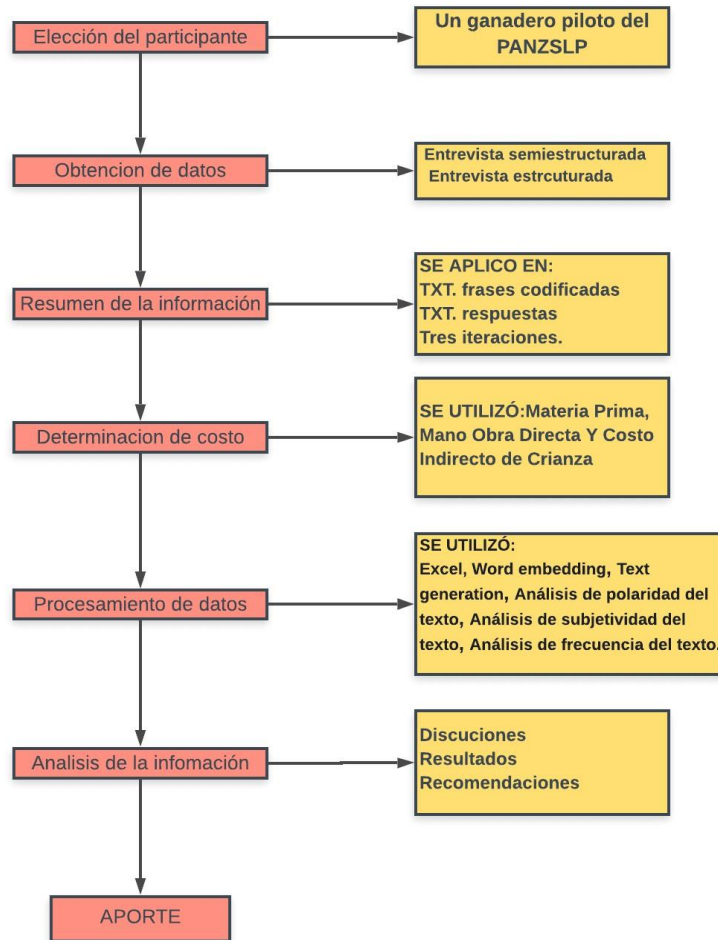 Elección del participante
Un ganadero piloto del
PANZSLP
Obtencion de datos
Entrevista semiestructurada
Entrevista estrcuturada
Resumen de la información
SE APLICO EN:
TXT. frases codificadas
TXT. respuestas
Tres iteraciones.
Determinacion de costo
SE UTILIZÓ:Materia Prima,
Mano Obra Directa Y Costo
Indirecto de Crianza
Procesamiento de datos
SE UTILIZÓ:
Excel, Word embedding, Text
generation, Análisis de polaridad del
texto, Análisis de subjetividad del
texto, Análisis de frecuencia del texto.
Analisis de la infomación
Discuciones
Resultados
Recomendaciones
APORTE